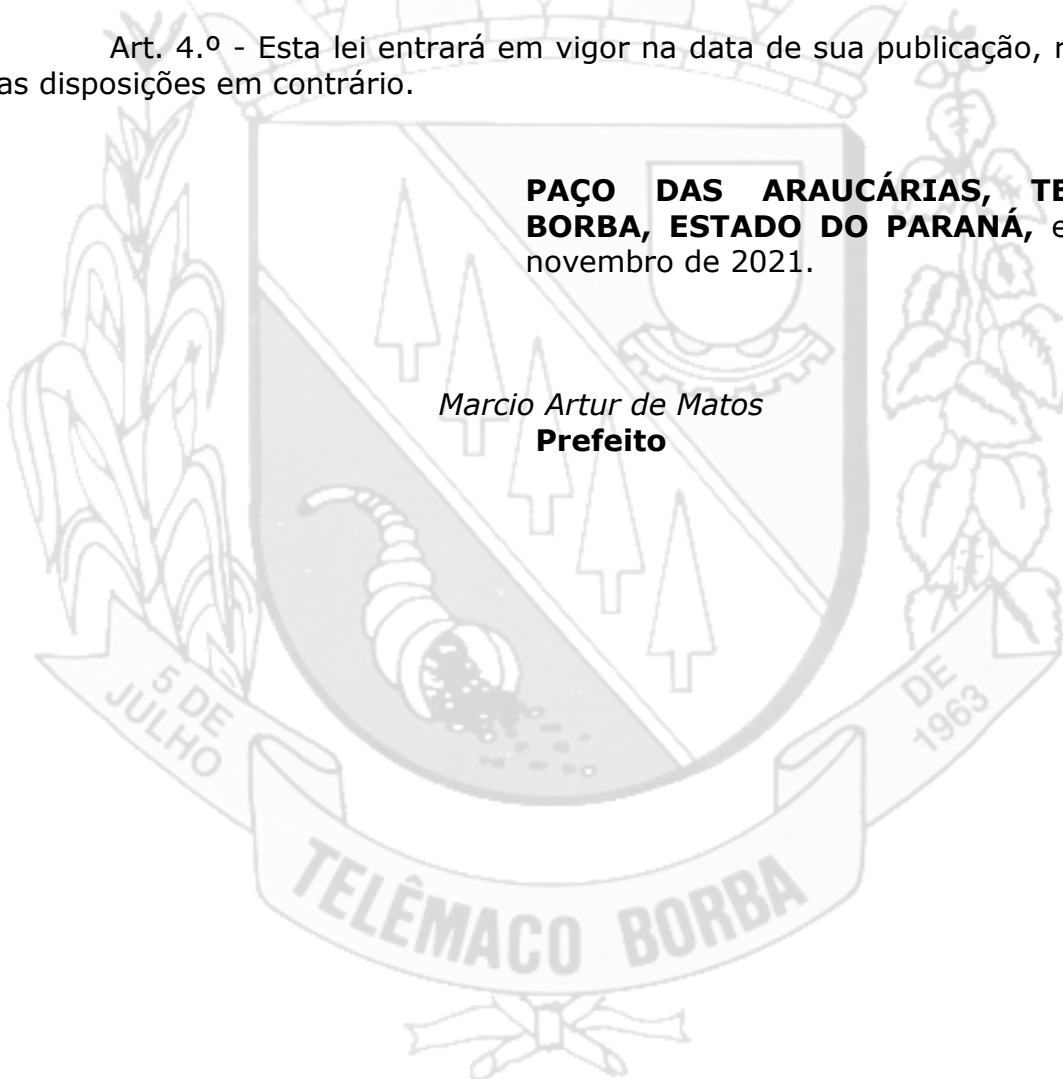 Art. 4.º - Esta lei entrará em vigor na data de sua publicação,
as disposições em contrário.
PAÇO DAS ARAUCÁRIAS,
BORBA, ESTADO DO PARANÁ,
novembro de 2021.
Marcio Artur de Matos
Prefeito
5 DE
JULHO
DE
1963
TELÊMACO BORBA